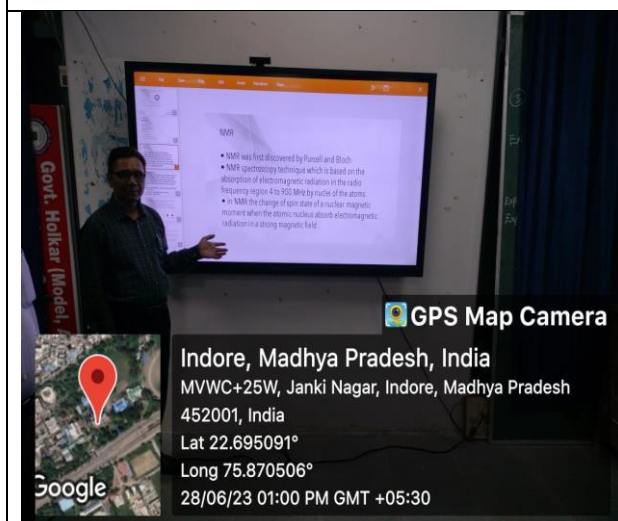 Govt. Holkar (Model,
NMR
• NMR was first discovered by Purcell and Bloch
• NMR spectroscopy technique which is based on the
absorption of electromagnetic radiation in the radio
frequency region 4 to 900 MHz by nuclei of the atoms
• in NMR the change of spin state of a nuclear magnetic
moment when the atomic nucleus absorb electromagnetic
radiation in a strong magnetic field
GPS Map Camera
Indore, Madhya Pradesh, India
MVWC+25W, Janki Nagar, Indore, Madhya Pradesh
452001, India
Lat 22.695091°
Long 75.870506°
28/06/23 01:00 PM GMT +05:30
Google